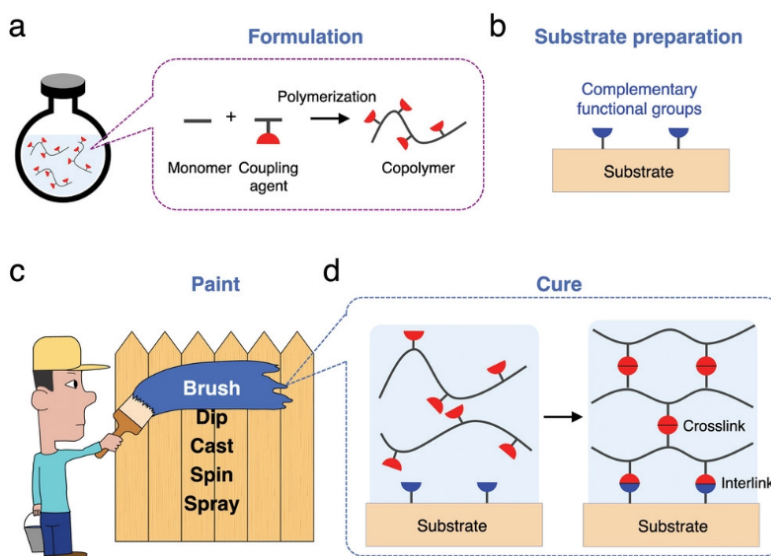 a
Formulation
Polymerization
+
Monomer
Coupling
agent
Copolymer
b
Substrate preparation
Complementary
functional groups
Substrate
c
Paint
Brush
Dip
Cast
Spin
Spray
d
Cure
Crosslink
Interlink
Substrate
Substrate